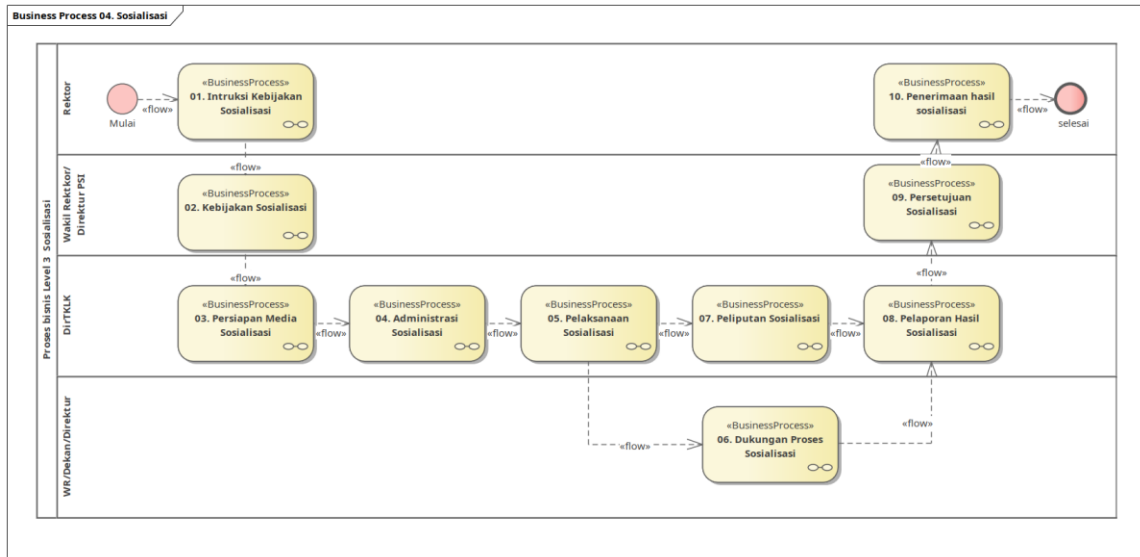 Business Process 04. Sosialisasi
Proses bisnis Level 3 Sosialisasi
Rektor
Mulai
«flow»
«BusinessProcess»
01. Intruksi Kebijakan
Sosialisasi
«BusinessProcess»
10. Penerimaan hasil
sosialisasi
«flow»
selesai
«flow»
«flow»
Wakil Rektkor/
Direktur PSI
«BusinessProcess»
02. Kebijakan Sosialisasi
«BusinessProcess»
09. Persetujuan
Sosialisasi
«flow»
«flow»
DirTKLK
«BusinessProcess»
03. Persiapan Media
Sosialisasi
«flow»
«BusinessProcess»
04. Administrasi
Sosialisasi
«flow»
«BusinessProcess»
05. Pelaksanaan
Sosialisasi
«flow»
«BusinessProcess»
07. Peliputan Sosialisasi
«flow»
«BusinessProcess»
08. Pelaporan Hasil
Sosialisasi
WR/Dekan/Direktur
«flow»
«BusinessProcess»
06. Dukungan Proses
Sosialisasi
«flow»